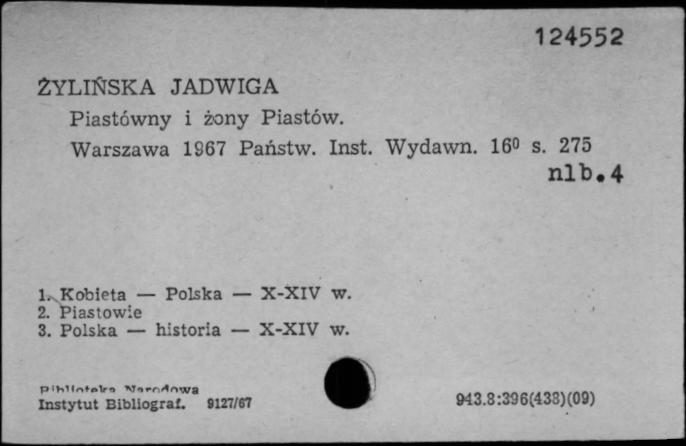 124552
ŻYLIŃSKA JADWIGA
Piastówny i żony Piastów.
Warszawa 1967 Państw. Inst. Wydawn. 16⁰ s. 275
nlb.4
1. Kobieta — Polska — X-XIV w.
2. Piastowie
3. Polska — historia — X-XIV w.
Biblioteka Narodowa
Instytut Bibliograf. 9127/67
943.8:396(438)(09)